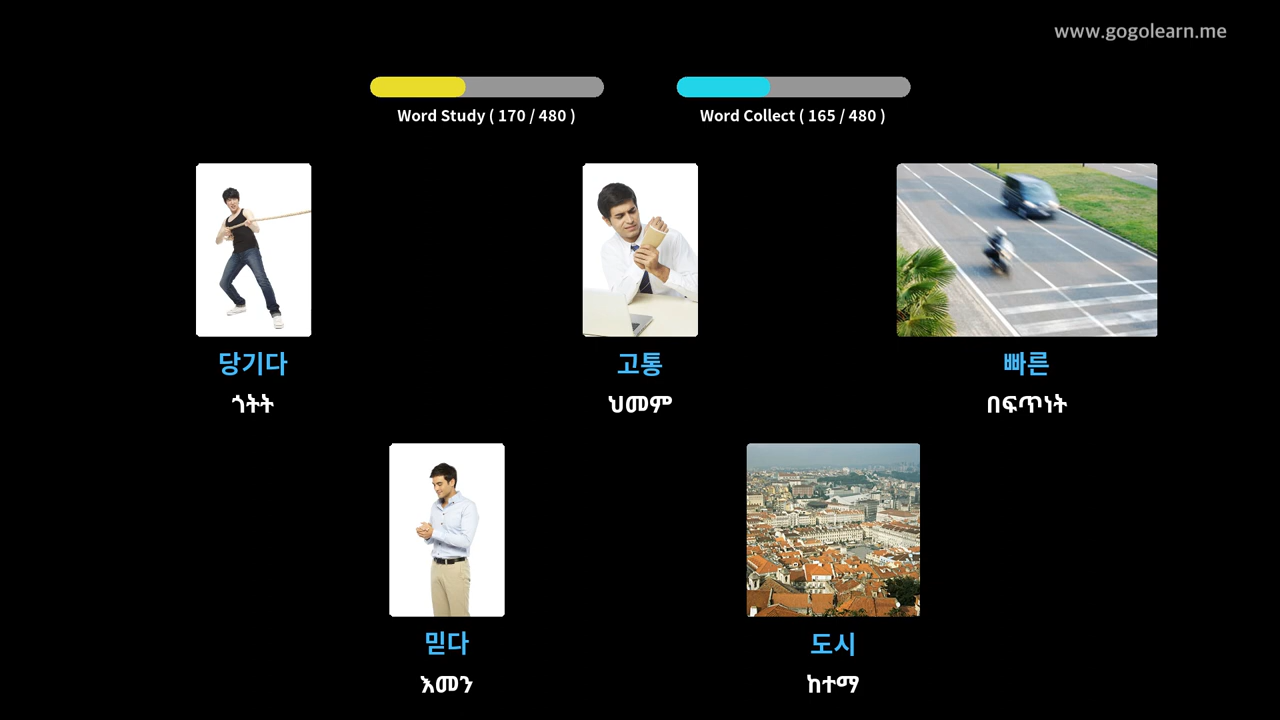 www.gogolearn.me
Word Study ( 170 / 480 )
Word Collect ( 165 / 480 )
당기다
ጎትት
고통
ህመም
빠른
በፍጥነት
믿다
እመን
도시
ከተማ